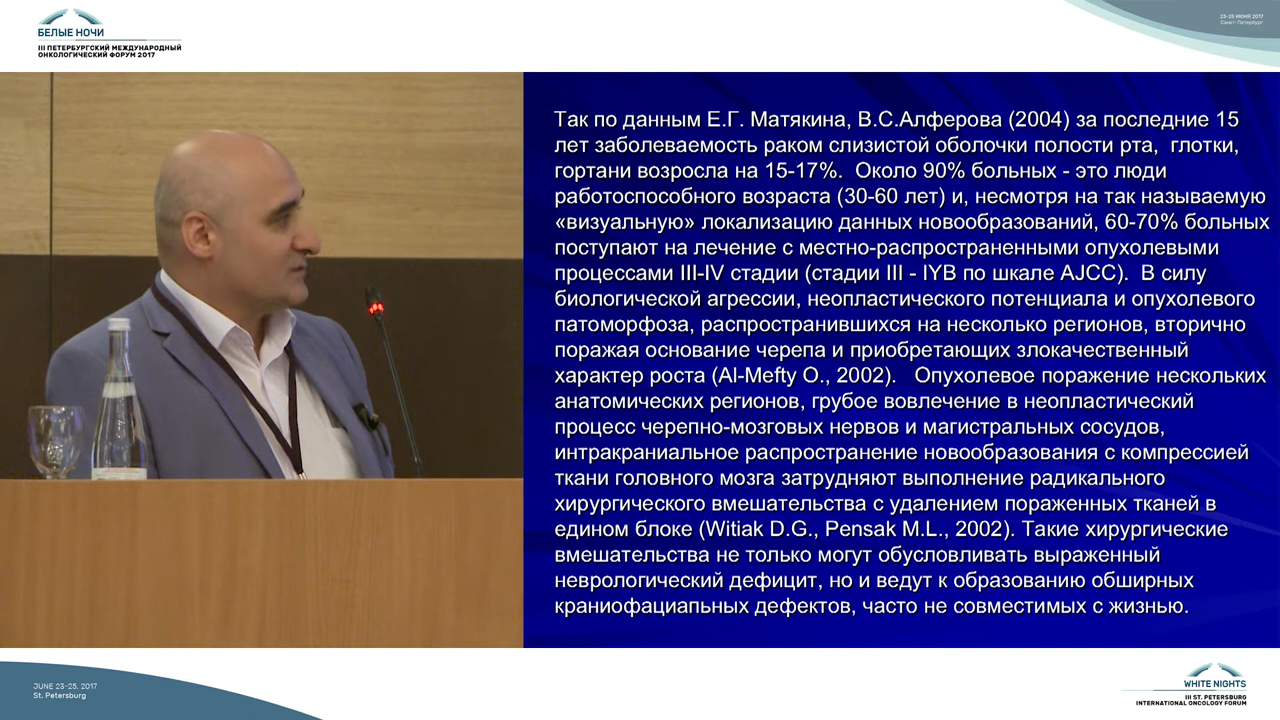 БЕЛЫЕ НОЧИ
III ПЕТЕРБУРГСКИЙ МЕЖДУНАРОДНЫЙ
ОНКОЛОГИЧЕСКИЙ ФОРУМ 2017
23-25 ИЮНЯ 2017
Санкт-Петербург
Так по данным Е.Г. Матякина, В.С.Алферова (2004) за последние 15
лет заболеваемость раком слизистой оболочки полости рта, глотки,
гортани возросла на 15-17%. Около 90% больных - это люди
работоспособного возраста (30-60 лет) и, несмотря на так называемую
«визуальную» локализацию данных новообразований, 60-70% больных
поступают на лечение с местно-распространенными опухолевыми
процессами III-IV стадии (стадии III - IYB по шкале AJCC). В силу
биологической агрессии, неопластического потенциала и опухолевого
патоморфоза, распространившихся на несколько регионов, вторично
поражая основание черепа и приобретающих злокачественный
характер роста (Al-Mefty O., 2002). Опухолевое поражение нескольких
анатомических регионов, грубое вовлечение в неопластический
процесс черепно-мозговых нервов и магистральных сосудов,
интракраниальное распространение новообразования с компрессией
ткани головного мозга затрудняют выполнение радикального
хирургического вмешательства с удалением пораженных тканей в
едином блоке (Witiak D.G., Pensak M.L., 2002). Такие хирургические
вмешательства не только могут обусловливать выраженный
неврологический дефицит, но и ведут к образованию обширных
краниофациапьных дефектов, часто не совместимых с жизнью.
JUNE 23-25, 2017
St. Petersburg
WHITE NIGHTS
III ST. PETERSBURG
INTERNATIONAL ONCOLOGY FORUM